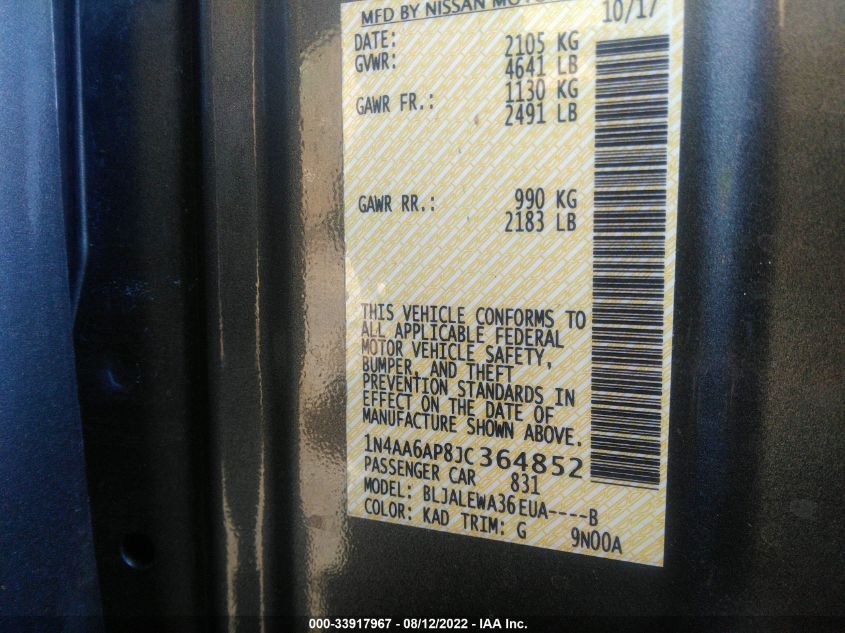 MFD BY NISSAN MOTOR
DATE: 10/17
GVWR: 2105 KG
4641 LB
GAWR FR.: 1130 KG
2491 LB
GAWR RR.: 990 KG
2183 LB
THIS VEHICLE CONFORMS TO
ALL APPLICABLE FEDERAL
MOTOR VEHICLE SAFETY,
BUMPER, AND THEFT
PREVENTION STANDARDS IN
EFFECT ON THE DATE OF
MANUFACTURE SHOWN ABOVE.
1N4AA6AP8JC364852
PASSENGER CAR 831
MODEL: BLJALEWA36EUA----B
COLOR: KAD TRIM: G 9N00A
000-33917967 - 08/12/2022 - IAA Inc.